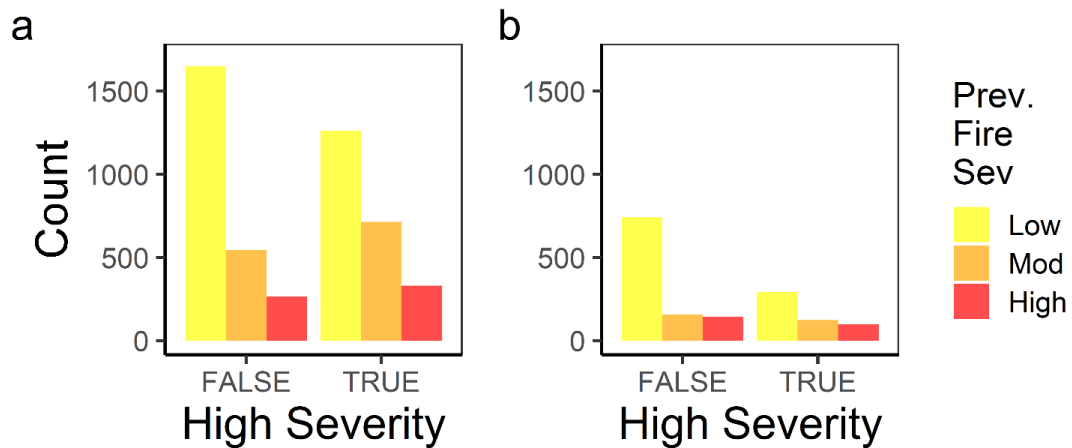 a
1500
1000
500
0
Count
FALSE TRUE
High Severity
b
1500
1000
500
0
FALSE TRUE
High Severity
Prev.
Fire
Sev
Low
Mod
High